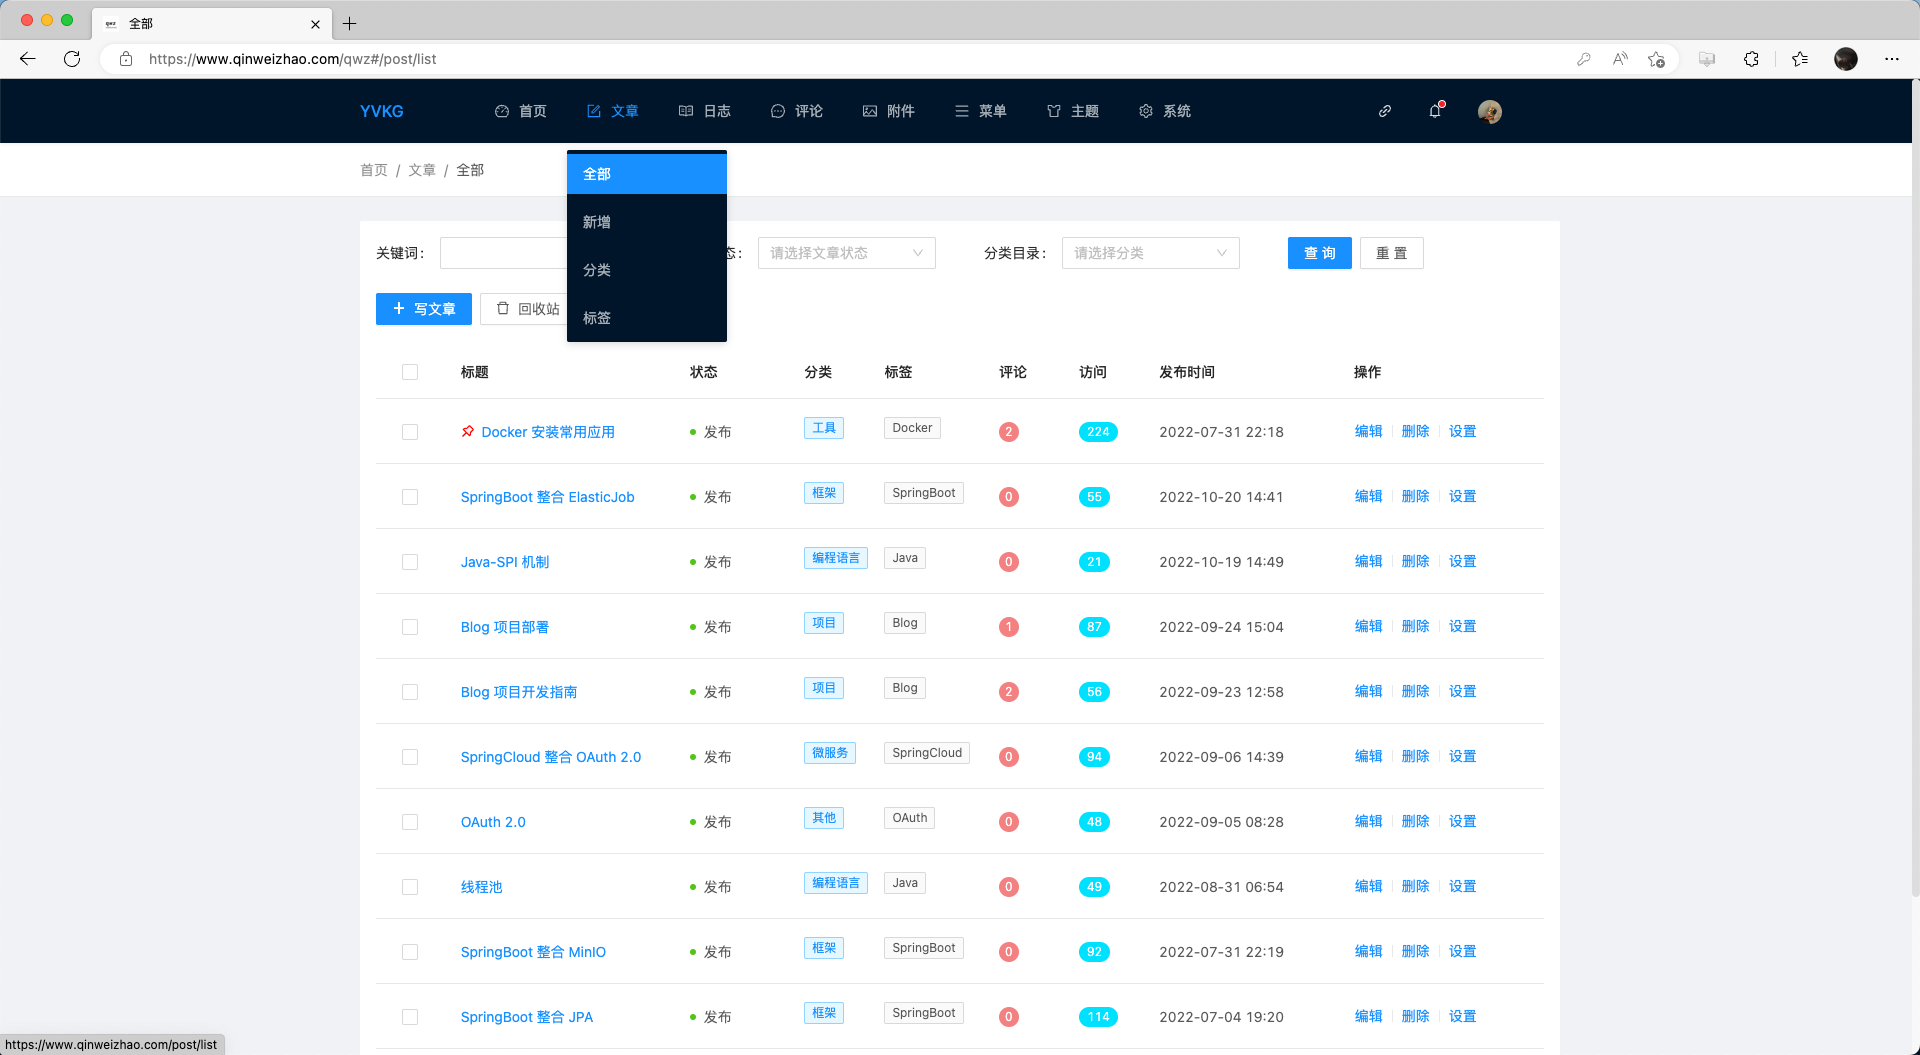 全部
https://www.qinweizhao.com/qwz#/post/list
YVKG 首页 文章 日志 评论 附件 菜单 主题 系统
首页 / 文章 / 全部
全部
新增
分类
标签
关键词： 态： 请选择文章状态 分类目录： 请选择分类 查 询 重 置
写文章 回收站
标题 状态 分类 标签 评论 访问 发布时间 操作
Docker 安装常用应用 发布 工具 Docker 2 224 2022-07-31 22:18 编辑 删除 设置
SpringBoot 整合 ElasticJob 发布 框架 SpringBoot 0 55 2022-10-20 14:41 编辑 删除 设置
Java-SPI 机制 发布 编程语言 Java 0 21 2022-10-19 14:49 编辑 删除 设置
Blog 项目部署 发布 项目 Blog 1 87 2022-09-24 15:04 编辑 删除 设置
Blog 项目开发指南 发布 项目 Blog 2 56 2022-09-23 12:58 编辑 删除 设置
SpringCloud 整合 OAuth 2.0 发布 微服务 SpringCloud 0 94 2022-09-06 14:39 编辑 删除 设置
OAuth 2.0 发布 其他 OAuth 0 48 2022-09-05 08:28 编辑 删除 设置
线程池 发布 编程语言 Java 0 49 2022-08-31 06:54 编辑 删除 设置
SpringBoot 整合 MinIO 发布 框架 SpringBoot 0 92 2022-07-31 22:19 编辑 删除 设置
SpringBoot 整合 JPA 发布 框架 SpringBoot 0 114 2022-07-04 19:20 编辑 删除 设置
https://www.qinweizhao.com/post/list